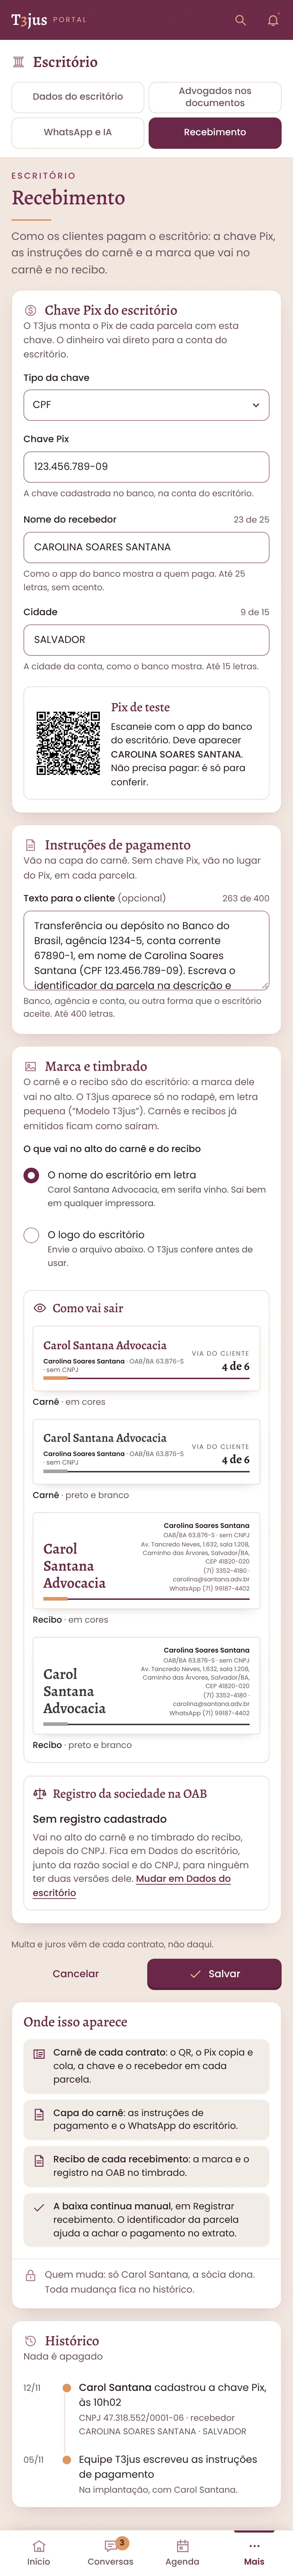 T3jus PORTAL
Escritório
Dados do escritório
Advogados nos
documentos
WhatsApp e IA
Recebimento
ESCRITÓRIO
Recebimento
Como os clientes pagam o escritório: a chave Pix,
as instruções do carnê e a marca que vai no
carnê e no recibo.
Chave Pix do escritório
O T3jus monta o Pix de cada parcela com esta
chave. O dinheiro vai direto para a conta do
escritório.
Tipo da chave
CPF
Chave Pix
123.456.789-09
A chave cadastrada no banco, na conta do escritório.
Nome do recebedor 23 de 25
CAROLINA SOARES SANTANA
Como o app do banco mostra a quem paga. Até 25
letras, sem acento.
Cidade 9 de 15
SALVADOR
A cidade da conta, como o banco mostra. Até 15 letras.
Pix de teste
Escaneie com o app do banco
do escritório. Deve aparecer
CAROLINA SOARES SANTANA.
Não precisa pagar: é só para
conferir.
Instruções de pagamento
Vão na capa do carnê. Sem chave Pix, vão no lugar
do Pix, em cada parcela.
Texto para o cliente (opcional) 263 de 400
Transferência ou depósito no Banco do
Brasil, agência 1234-5, conta corrente
67890-1, em nome de Carolina Soares
Santana (CPF 123.456.789-09). Escreva o
identificador da parcela na descrição e
Banco, agência e conta, ou outra forma que o escritório
aceite. Até 400 letras.
Marca e timbrado
O carnê e o recibo são do escritório: a marca dele
vai no alto. O T3jus aparece só no rodapé, em letra
pequena (“Modelo T3jus”). Carnês e recibos já
emitidos ficam como saíram.
O que vai no alto do carnê e do recibo
O nome do escritório em letra
Carol Santana Advocacia, em serifa vinho. Sai bem
em qualquer impressora.
O logo do escritório
Envie o arquivo abaixo. O T3jus confere antes de
usar.
Como vai sair
Carol Santana Advocacia
Carolina Soares Santana · OAB/BA 63.876-S
· sem CNPJ
VIA DO CLIENTE
4 de 6
Carnê · em cores
Carol Santana Advocacia
Carolina Soares Santana · OAB/BA 63.876-S
· sem CNPJ
VIA DO CLIENTE
4 de 6
Carnê · preto e branco
Carol
Santana
Advocacia
Carolina Soares Santana
OAB/BA 63.876-S · sem CNPJ
Av. Tancredo Neves, 1.632, sala 1.208,
Caminho das Árvores, Salvador/BA,
CEP 41820-020
(71) 3352-4180 ·
carolina@santana.adv.br
WhatsApp (71) 99187-4402
Recibo · em cores
Carol
Santana
Advocacia
Carolina Soares Santana
OAB/BA 63.876-S · sem CNPJ
Av. Tancredo Neves, 1.632, sala 1.208,
Caminho das Árvores, Salvador/BA,
CEP 41820-020
(71) 3352-4180 ·
carolina@santana.adv.br
WhatsApp (71) 99187-4402
Recibo · preto e branco
Registro da sociedade na OAB
Sem registro cadastrado
Vai no alto do carnê e no timbrado do recibo,
depois do CNPJ. Fica em Dados do escritório,
junto da razão social e do CNPJ, para ninguém
ter duas versões dele. Mudar em Dados do
escritório
Multa e juros vêm de cada contrato, não daqui.
Cancelar
Salvar
Onde isso aparece
Carnê de cada contrato: o QR, o Pix copia e
cola, a chave e o recebedor em cada
parcela.
Capa do carnê: as instruções de
pagamento e o WhatsApp do escritório.
Recibo de cada recebimento: a marca e o
registro na OAB no timbrado.
A baixa continua manual, em Registrar
recebimento. O identificador da parcela
ajuda a achar o pagamento no extrato.
Quem muda: só Carol Santana, a sócia dona.
Toda mudança fica no histórico.
Histórico
Nada é apagado
12/11 Carol Santana cadastrou a chave Pix,
às 10h02
CNPJ 47.318.552/0001-06 · recebedor
CAROLINA SOARES SANTANA · SALVADOR
05/11 Equipe T3jus escreveu as instruções
de pagamento
Na implantação, com Carol Santana.
3
Início
Conversas
Agenda
Mais